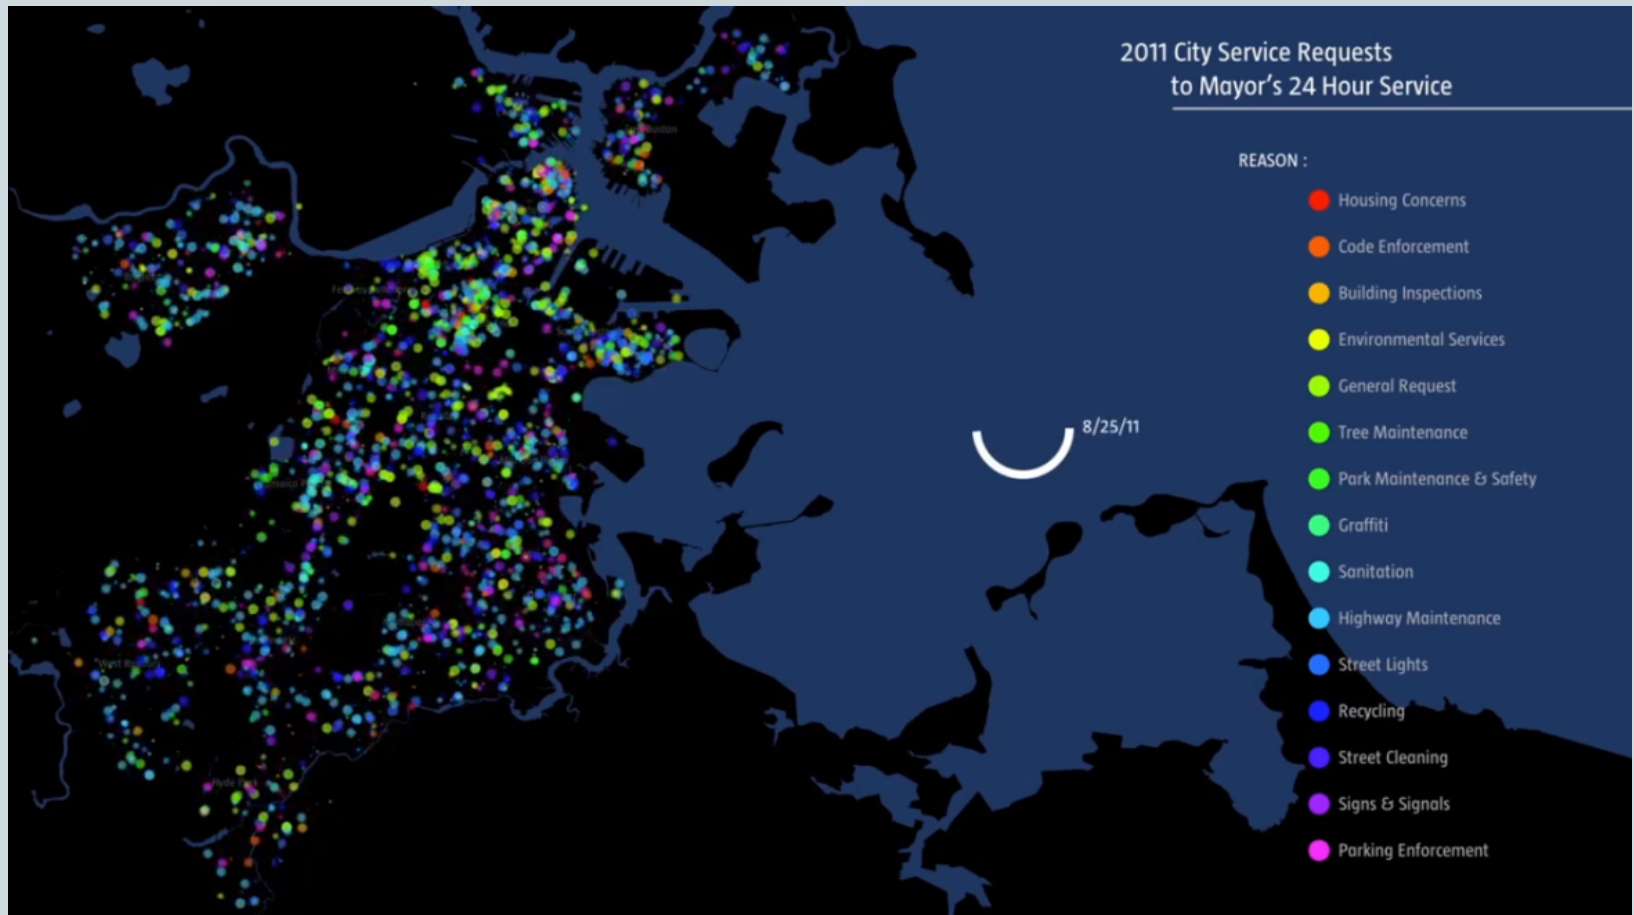 2011 City Service Requests
to Mayor's 24 Hour Service
REASON :
Housing Concerns
Code Enforcement
Building Inspections
Environmental Services
General Request
Tree Maintenance
Park Maintenance & Safety
Graffiti
Sanitation
Highway Maintenance
Street Lights
Recycling
Street Cleaning
Signs & Signals
Parking Enforcement
8/25/11
Hyde Park